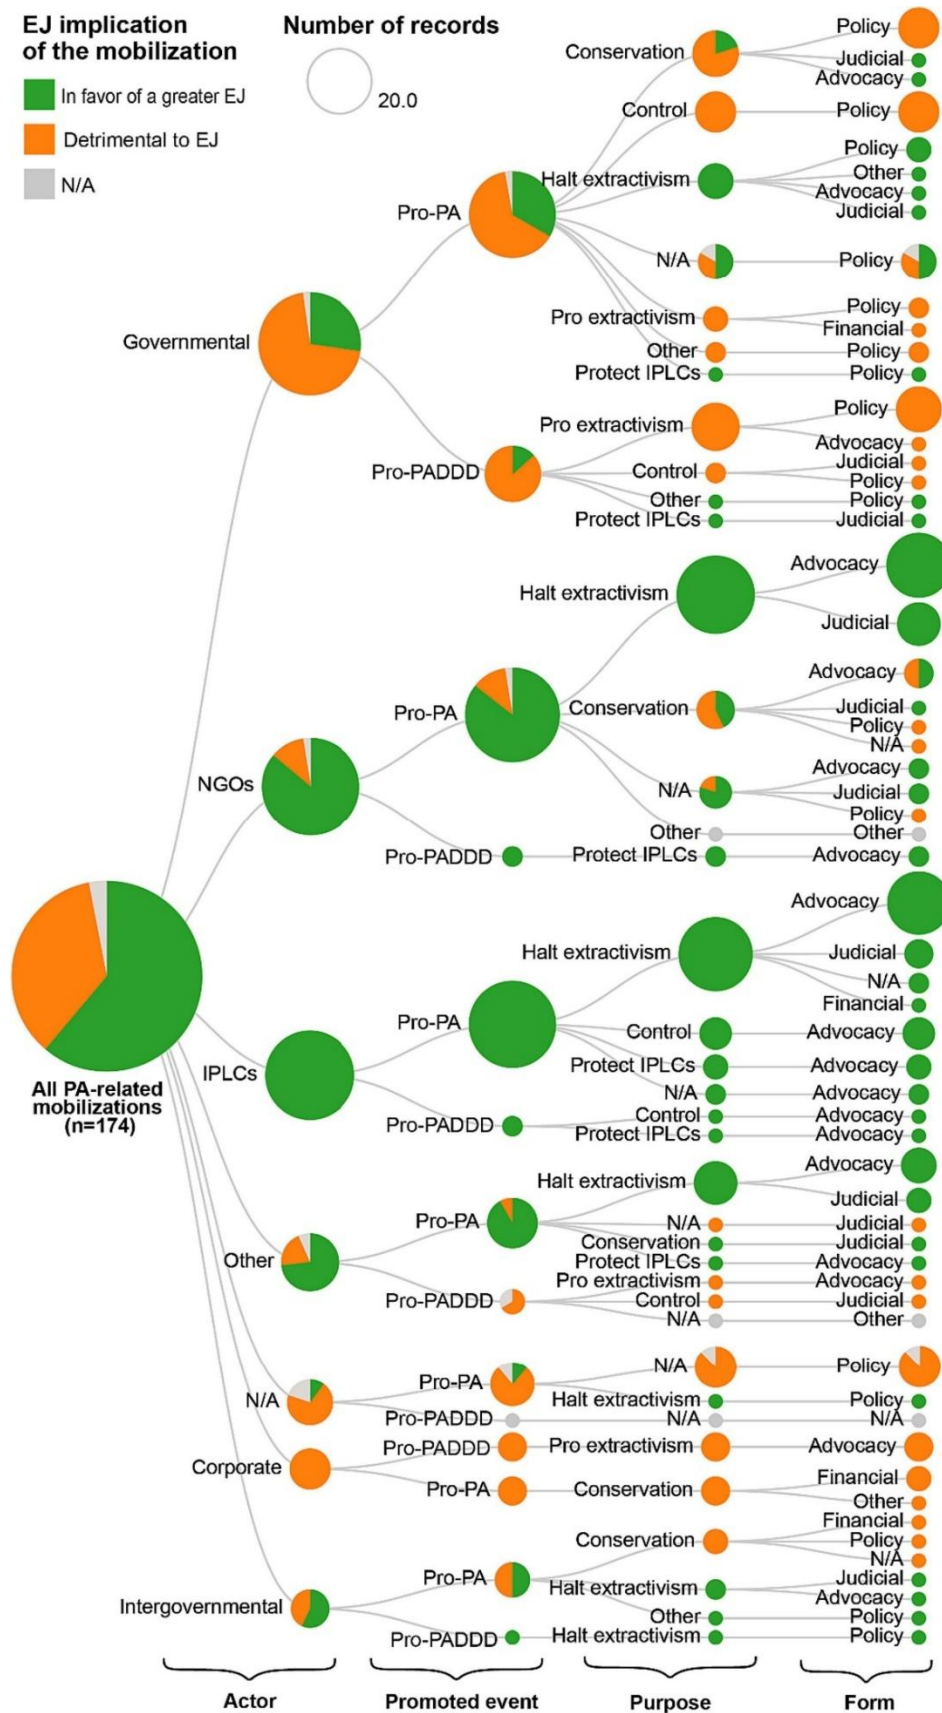 EJ implication
of the mobilization
In favor of a greater EJ
Detrimental to EJ
N/A
Number of records
20.0
Conservation
Policy
Judicial
Advocacy
Control
Policy
Halt extractivism
Policy
Other
Advocacy
Judicial
Pro-PA
N/A
Policy
Pro extractivism
Policy
Financial
Other
Policy
Protect IPLCs
Policy
Governmental
Pro-PADDD
Pro extractivism
Policy
Advocacy
Control
Judicial
Policy
Other
Policy
Protect IPLCs
Judicial
Halt extractivism
Advocacy
Judicial
Pro-PA
Conservation
Advocacy
Judicial
Policy
N/A
NGOs
N/A
Advocacy
Judicial
Policy
Other
Other
Pro-PADDD
Protect IPLCs
Advocacy
All PA-related
mobilizations
(n=174)
Halt extractivism
Advocacy
Judicial
N/A
Financial
Pro-PA
Control
Advocacy
Protect IPLCs
Advocacy
N/A
Advocacy
IPLCs
Pro-PADDD
Control
Advocacy
Protect IPLCs
Advocacy
Halt extractivism
Advocacy
Judicial
Pro-PA
N/A
Judicial
Conservation
Judicial
Protect IPLCs
Advocacy
Other
Pro-PADDD
Pro extractivism
Advocacy
Control
Judicial
N/A
Other
N/A
Pro-PA
N/A
Policy
Halt extractivism
Policy
Pro-PADDD
N/A
N/A
Corporate
Pro-PADDD
Pro extractivism
Advocacy
Pro-PA
Conservation
Financial
Other
Intergovernmental
Pro-PA
Conservation
Financial
Policy
N/A
Halt extractivism
Judicial
Advocacy
Other
Policy
Pro-PADDD
Halt extractivism
Policy
Actor
Promoted event
Purpose
Form